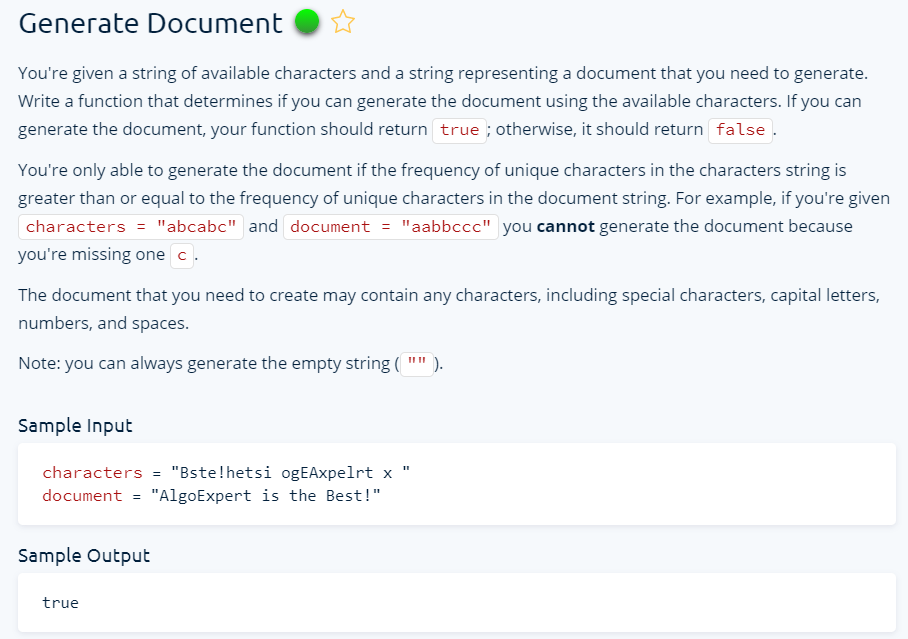 Generate Document
You're given a string of available characters and a string representing a document that you need to generate.
Write a function that determines if you can generate the document using the available characters. If you can
generate the document, your function should return true; otherwise, it should return false.
You're only able to generate the document if the frequency of unique characters in the characters string is
greater than or equal to the frequency of unique characters in the document string. For example, if you're given
characters = "abcabc" and document = "aabbccc" you cannot generate the document because
you're missing one c.
The document that you need to create may contain any characters, including special characters, capital letters,
numbers, and spaces.
Note: you can always generate the empty string ("").
Sample Input
characters = "Bste!hetsi ogEAxpelrt x "
document = "AlgoExpert is the Best!"
Sample Output
true